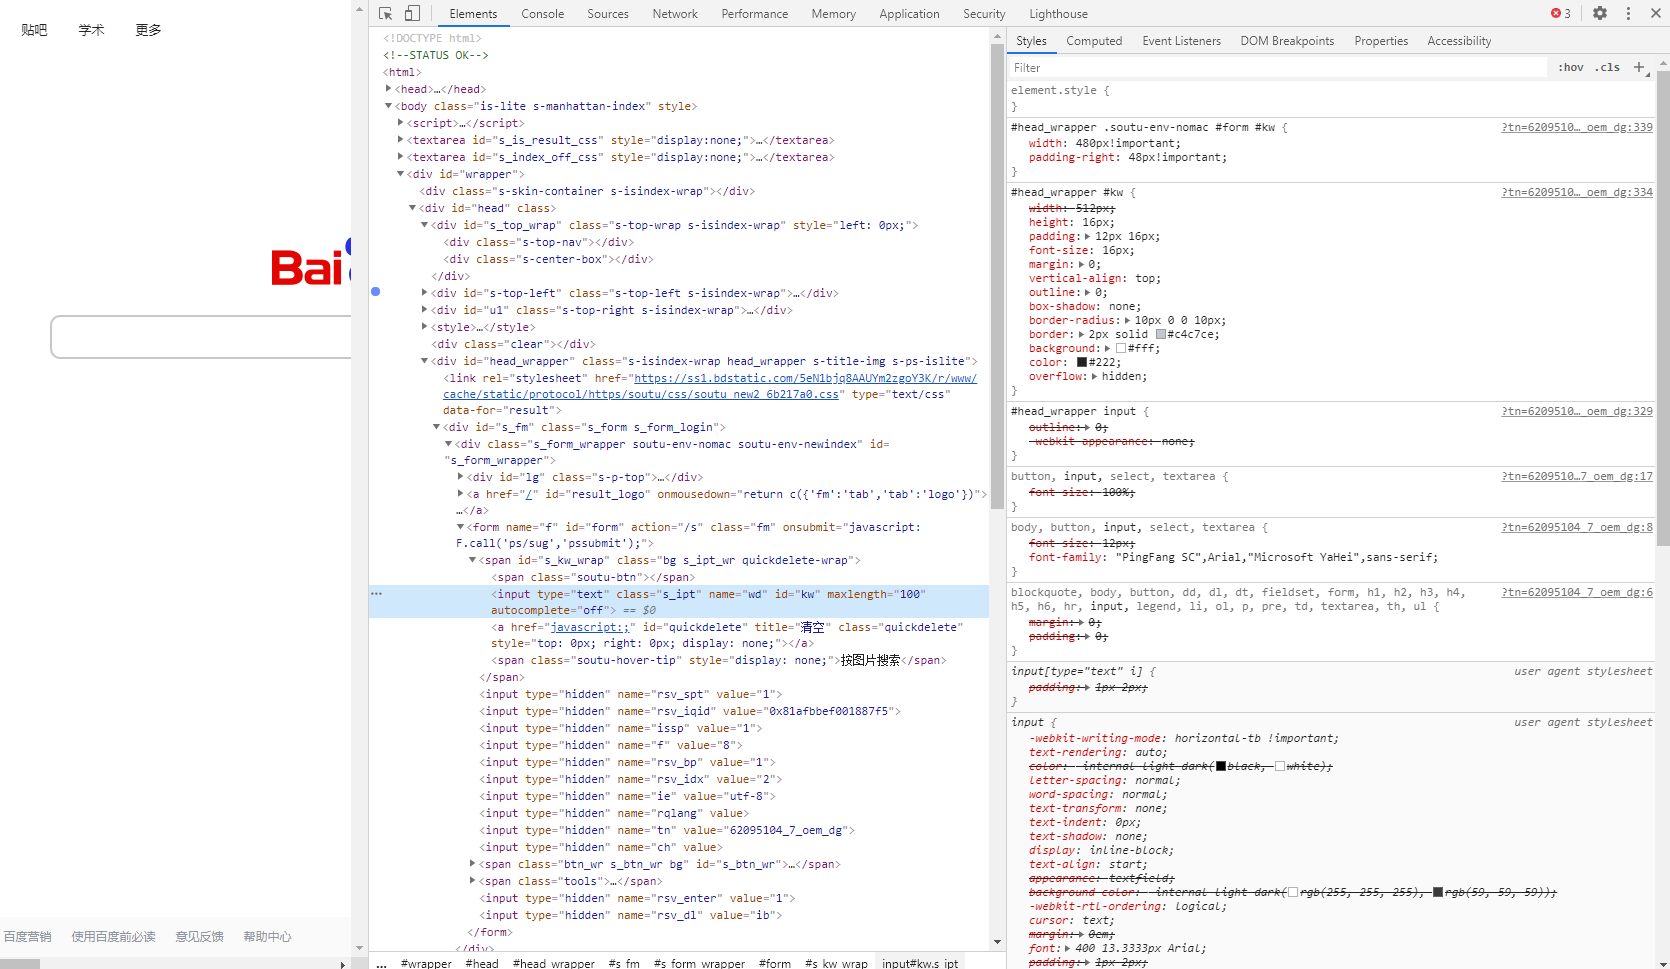 贴吧 学术 更多
Bai
百度营销 使用百度前必读 意见反馈 帮助中心
Elements Console Sources Network Performance Memory Application Security Lighthouse 3
<!DOCTYPE html>
<!--STATUS OK-->
<html>
<head>…</head>
<body class="is-lite s-manhattan-index" style>
<script>…</script>
<textarea id="s_is_result_css" style="display:none;">…</textarea>
<textarea id="s_index_off_css" style="display:none;">…</textarea>
<div id="wrapper">
<div class="s-skin-container s-isindex-wrap"></div>
<div id="head" class>
<div id="s_top_wrap" class="s-top-wrap s-isindex-wrap" style="left: 0px;">
<div class="s-top-nav"></div>
<div class="s-center-box"></div>
</div>
<div id="s-top-left" class="s-top-left s-isindex-wrap">…</div>
<div id="u1" class="s-top-right s-isindex-wrap">…</div>
<style>…</style>
<div class="clear"></div>
<div id="head_wrapper" class="s-isindex-wrap head_wrapper s-title-img s-ps-islite">
<link rel="stylesheet" href="https://ss1.bdstatic.com/5eN1bjq8AAUYm2zgoY3K/r/www/
cache/static/protocol/https/soutu/css/soutu_new2_6b217a0.css" type="text/css"
data-for="result">
<div id="s_fm" class="s_form s_form_login">
<div class="s_form_wrapper soutu-env-nomac soutu-env-newindex" id=
"s_form_wrapper">
<div id="lg" class="s-p-top">…</div>
<a href="/" id="result_logo" onmousedown="return c({'fm':'tab','tab':'logo'})">
…</a>
<form name="f" id="form" action="/s" class="fm" onsubmit="javascript:
F.call('ps/sug','pssubmit');">
<span id="s_kw_wrap" class="bg s_ipt_wr quickdelete-wrap">
<span class="soutu-btn"></span>
<input type="text" class="s_ipt" name="wd" id="kw" maxlength="100"
autocomplete="off"> == $0
<a href="javascript:;" id="quickdelete" title="清空" class="quickdelete"
style="top: 0px; right: 0px; display: none;"></a>
<span class="soutu-hover-tip" style="display: none;">按图片搜索</span>
</span>
<input type="hidden" name="rsv_spt" value="1">
<input type="hidden" name="rsv_iqid" value="0x81afbbef001887f5">
<input type="hidden" name="issp" value="1">
<input type="hidden" name="f" value="8">
<input type="hidden" name="rsv_bp" value="1">
<input type="hidden" name="rsv_idx" value="2">
<input type="hidden" name="ie" value="utf-8">
<input type="hidden" name="rqlang" value>
<input type="hidden" name="tn" value="62095104_7_oem_dg">
<input type="hidden" name="ch" value>
<span class="btn_wr s_btn_wr bg" id="s_btn_wr">…</span>
<span class="tools">…</span>
<input type="hidden" name="rsv_enter" value="1">
<input type="hidden" name="rsv_dl" value="ib">
</form>
</div>
… #wrapper #head #head_wrapper #s_fm #s_form_wrapper #form #s_kw_wrap input#kw.s_ipt
Styles Computed Event Listeners DOM Breakpoints Properties Accessibility
Filter :hov .cls +
element.style {
}
#head_wrapper .soutu-env-nomac #form #kw { ?tn=6209510…_oem_dg:339
width: 480px!important;
padding-right: 48px!important;
}
#head_wrapper #kw { ?tn=6209510…_oem_dg:334
width: 512px;
height: 16px;
padding: 12px 16px;
font-size: 16px;
margin: 0;
vertical-align: top;
outline: 0;
box-shadow: none;
border-radius: 10px 0 0 10px;
border: 2px solid #c4c7ce;
background: #fff;
color: #222;
overflow: hidden;
}
#head_wrapper input { ?tn=6209510…_oem_dg:329
outline: 0;
-webkit-appearance: none;
}
button, input, select, textarea { ?tn=6209510…7_oem_dg:17
font-size: 100%;
}
body, button, input, select, textarea { ?tn=62095104_7_oem_dg:8
font-size: 12px;
font-family: "PingFang SC",Arial,"Microsoft YaHei",sans-serif;
}
blockquote, body, button, dd, dl, dt, fieldset, form, h1, h2, h3, h4, ?tn=62095104_7_oem_dg:6
h5, h6, hr, input, legend, li, ol, p, pre, td, textarea, th, ul {
margin: 0;
padding: 0;
}
input[type="text" i] { user agent stylesheet
padding: 1px 2px;
}
input { user agent stylesheet
-webkit-writing-mode: horizontal-tb !important;
text-rendering: auto;
color: -internal-light-dark(black, white);
letter-spacing: normal;
word-spacing: normal;
text-transform: none;
text-indent: 0px;
text-shadow: none;
display: inline-block;
text-align: start;
appearance: textfield;
background-color: -internal-light-dark(rgb(255, 255, 255), rgb(59, 59, 59));
-webkit-rtl-ordering: logical;
cursor: text;
margin: 0em;
font: 400 13.3333px Arial;
padding: 1px 2px;